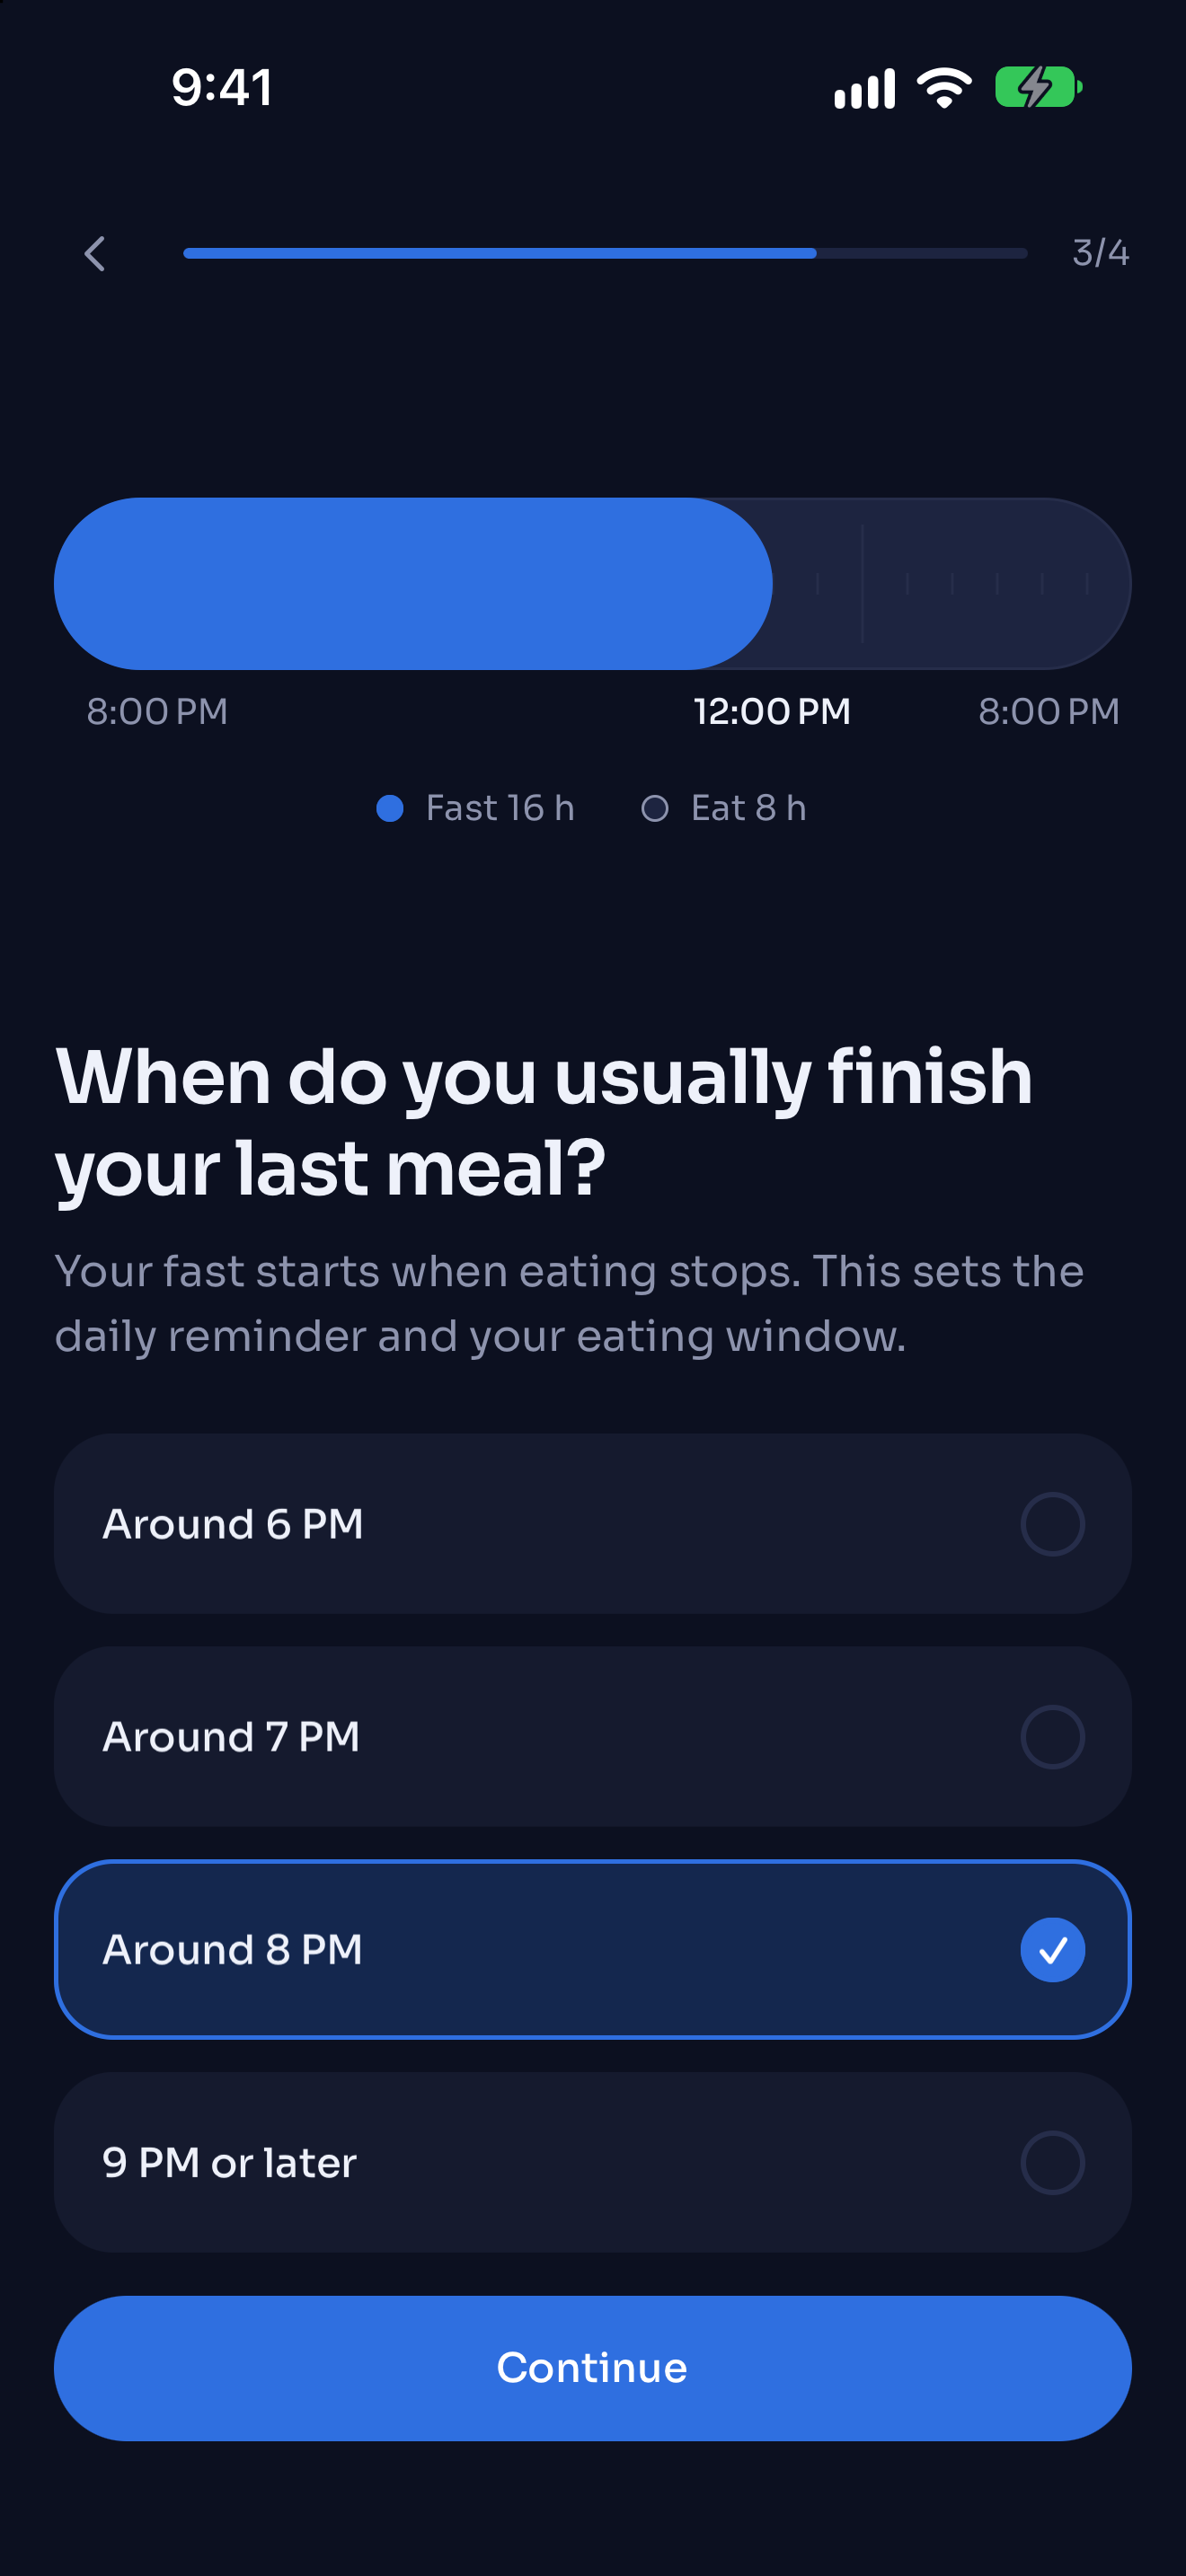 9:41
3/4
8:00 PM 12:00 PM 8:00 PM
Fast 16 h Eat 8 h
When do you usually finish
your last meal?
Your fast starts when eating stops. This sets the
daily reminder and your eating window.
Around 6 PM
Around 7 PM
Around 8 PM
9 PM or later
Continue